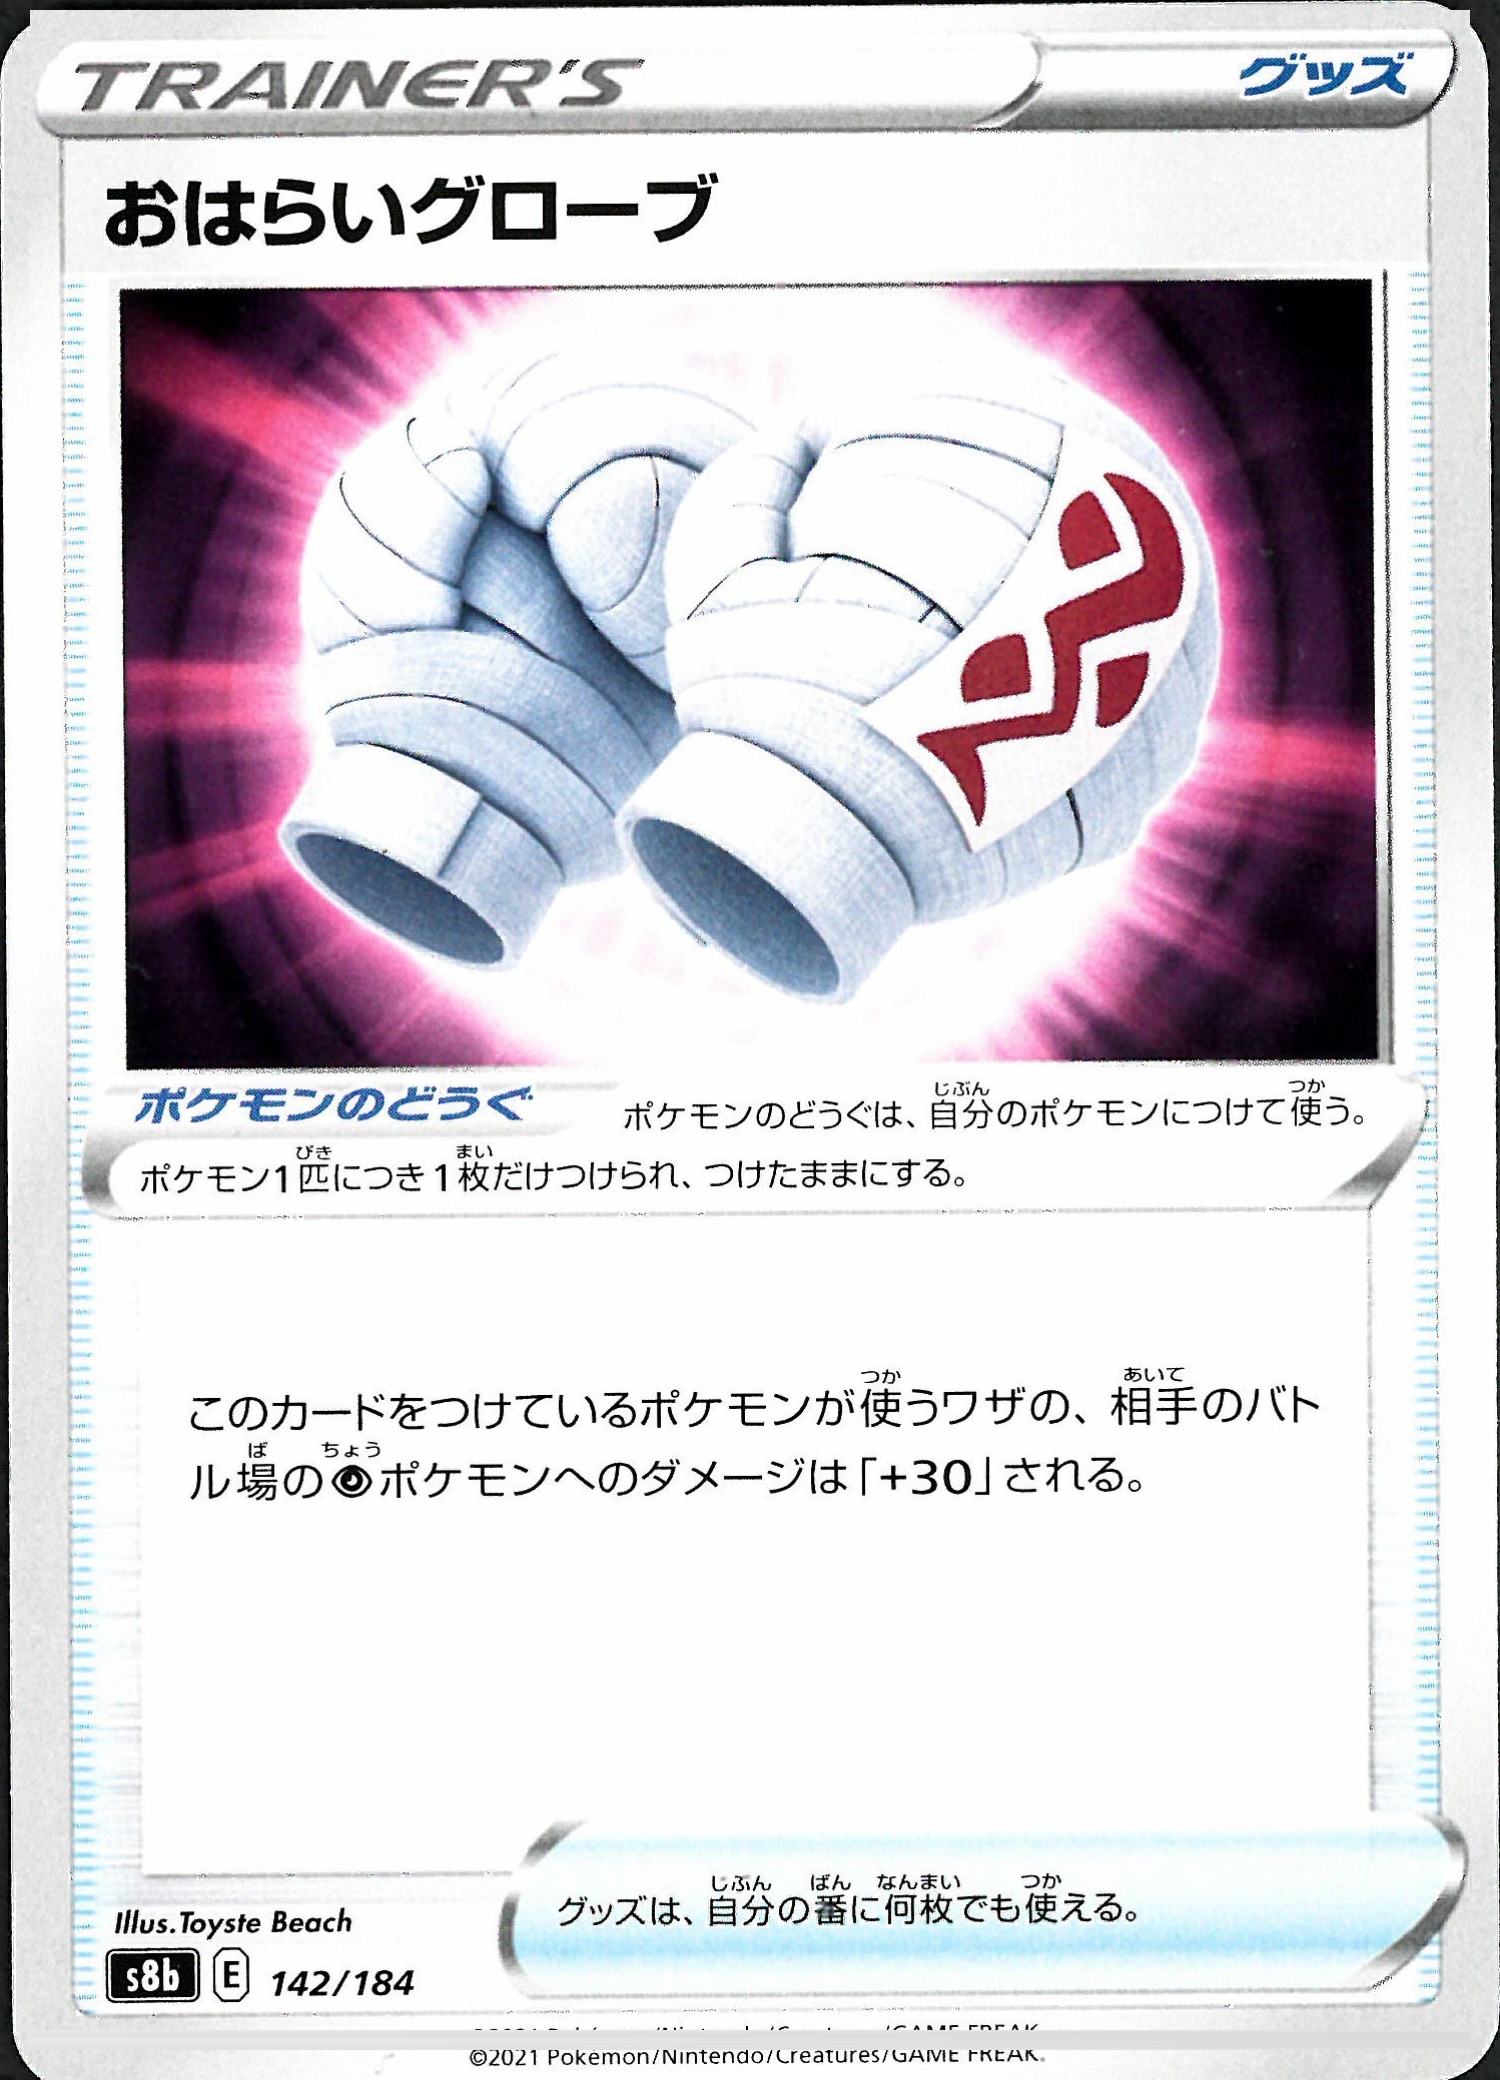 TRAINER'S
グッズ
おはらいグローブ
ポケモンのどうぐ
ポケモンのどうぐは、自分のポケモンにつけて使う。
ポケモン1匹につき1枚だけつけられ、つけたままにする。
このカードをつけているポケモンが使うワザの、相手のバト
ル場のポケモンへのダメージは「+30」される。
グッズは、自分の番に何枚でも使える。
Illus.Toyste Beach
s8b E 142/184
©2021 Pokémon/Nintendo/Creatures/GAME FREAK.